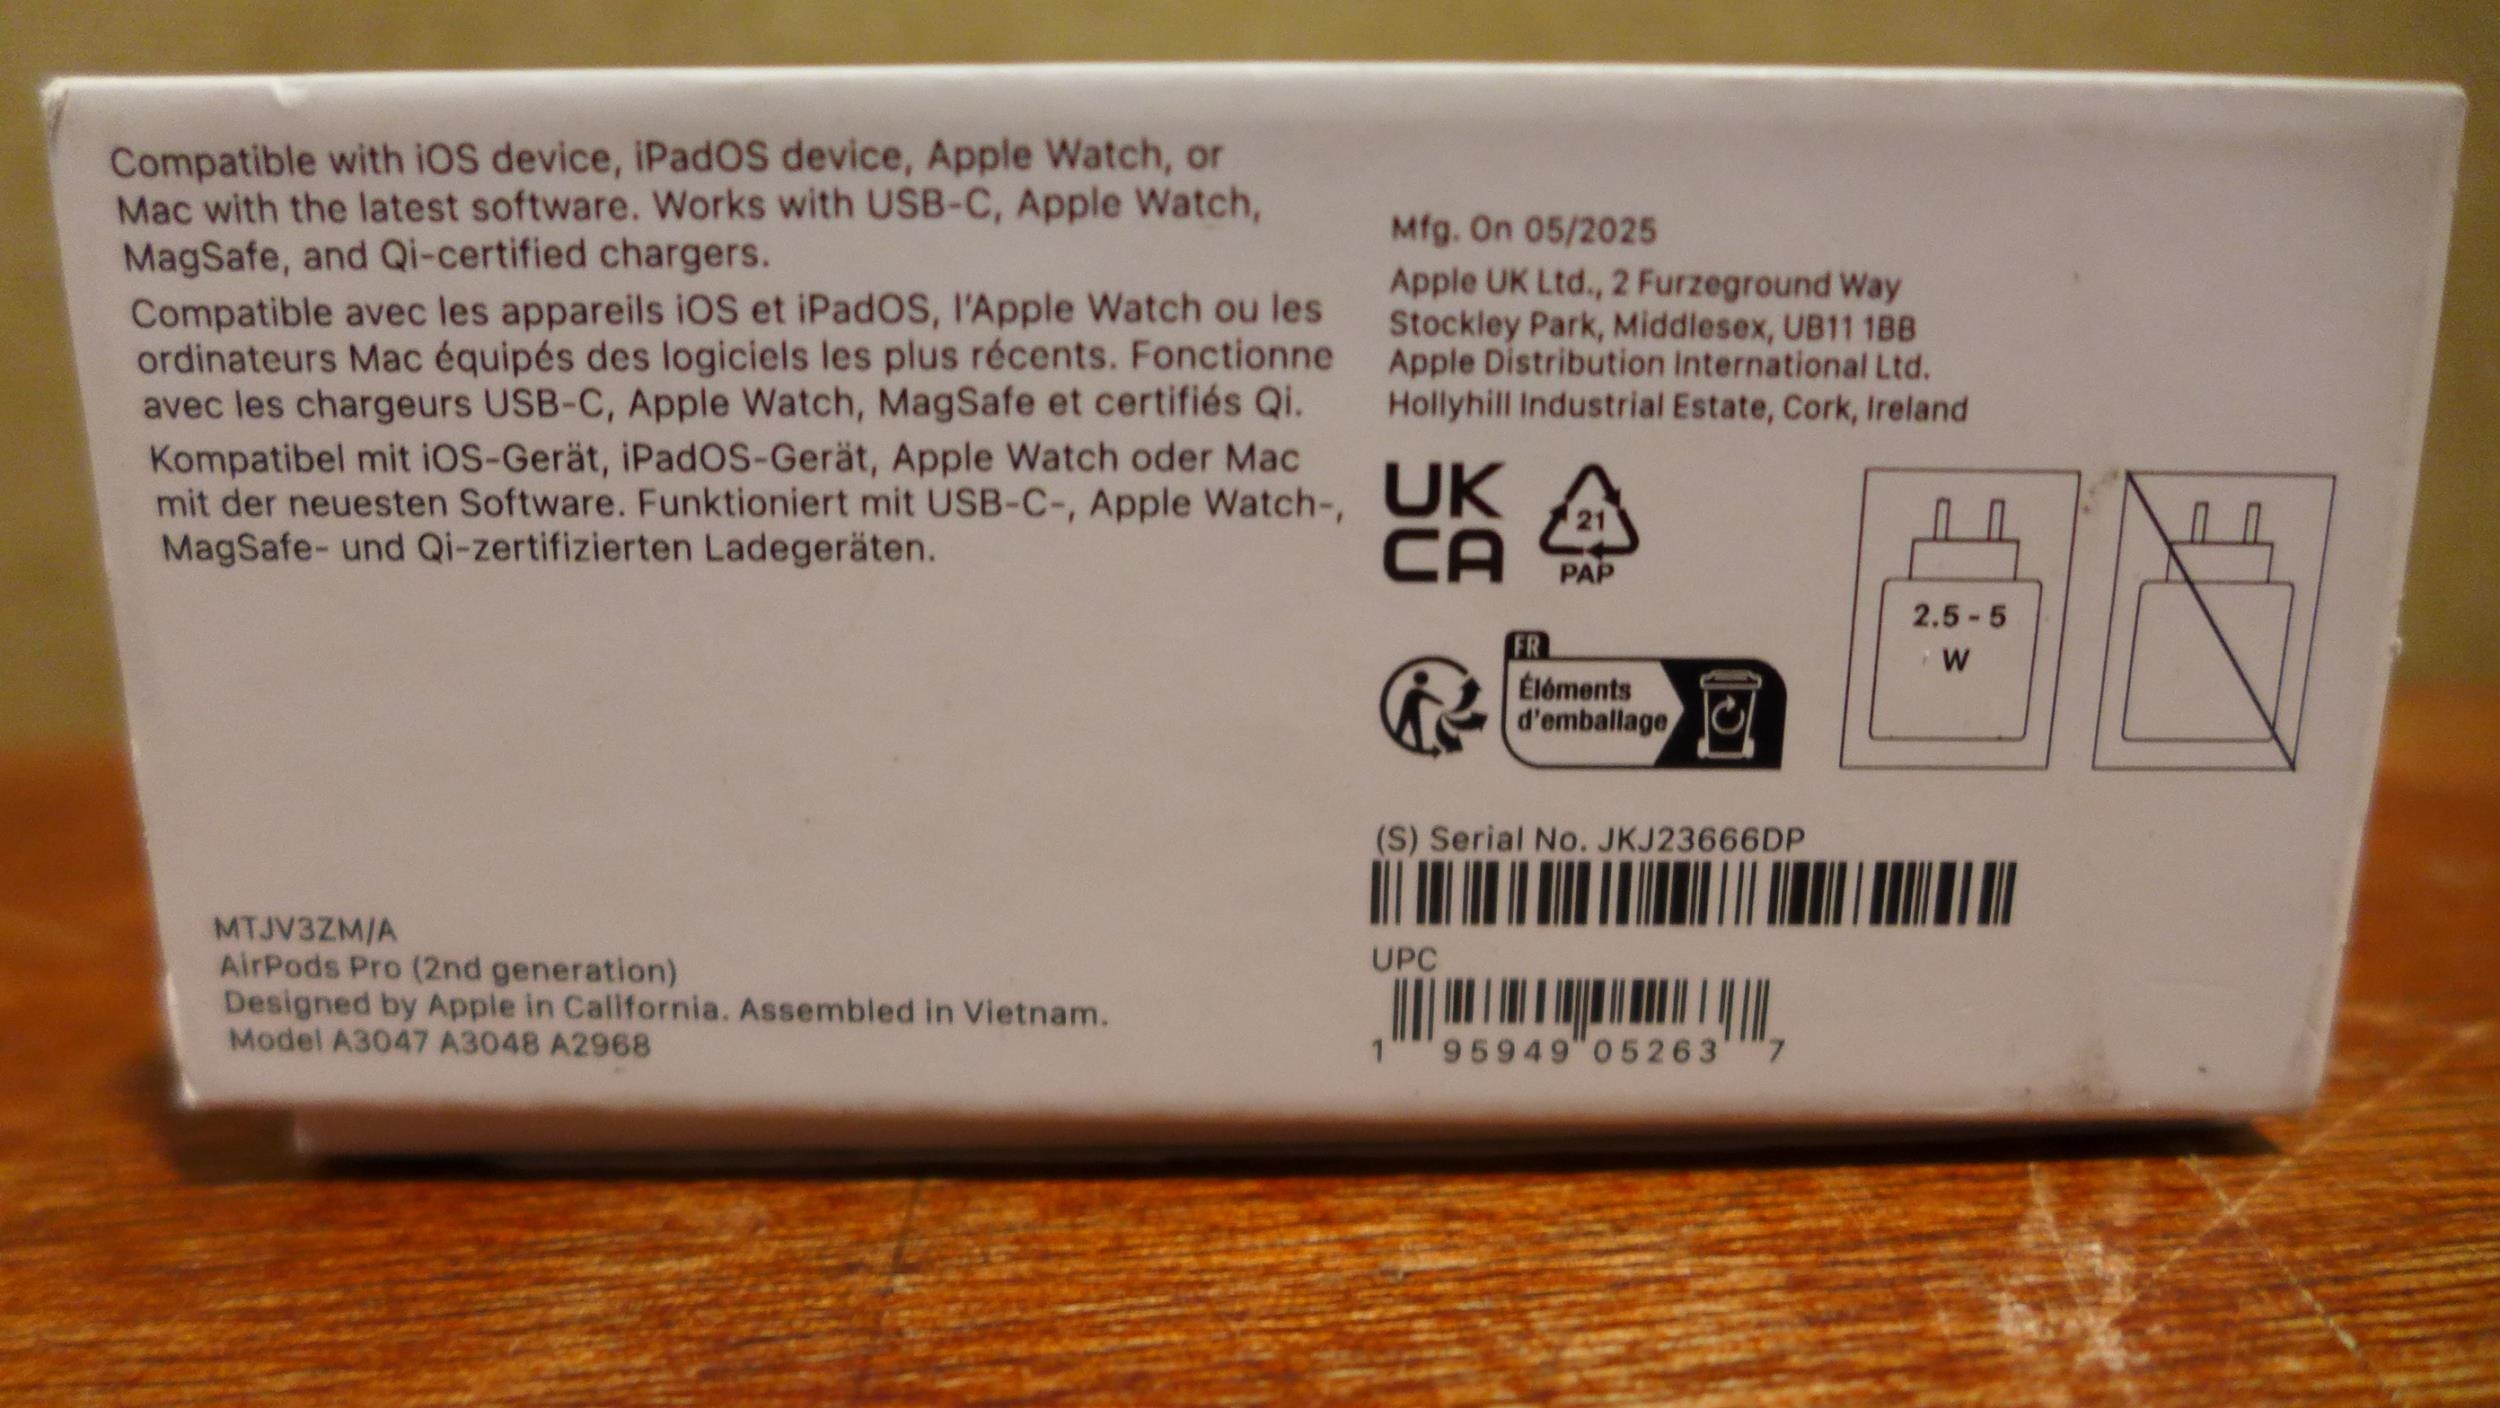 Compatible with iOS device, iPadOS device, Apple Watch, or
Mac with the latest software. Works with USB-C, Apple Watch,
MagSafe, and Qi-certified chargers.
Compatible avec les appareils iOS et iPadOS, l'Apple Watch ou les
ordinateurs Mac équipés des logiciels les plus récents. Fonctionne
avec les chargeurs USB-C, Apple Watch, MagSafe et certifiés Qi.
Kompatibel mit iOS-Gerät, iPadOS-Gerät, Apple Watch oder Mac
mit der neuesten Software. Funktioniert mit USB-C-, Apple Watch-,
MagSafe- und Qi-zertifizierten Ladegeräten.
MTJV3ZM/A
AirPods Pro (2nd generation)
Designed by Apple in California. Assembled in Vietnam.
Model A3047 A3048 A2968
Mfg. On 05/2025
Apple UK Ltd., 2 Furzeground Way
Stockley Park, Middlesex, UB11 1BB
Apple Distribution International Ltd.
Hollyhill Industrial Estate, Cork, Ireland
UK
CA
21
PAP
FR
Éléments
d'emballage
2.5 - 5
W
(S) Serial No. JKJ23666DP
UPC
1 95949 05263 7